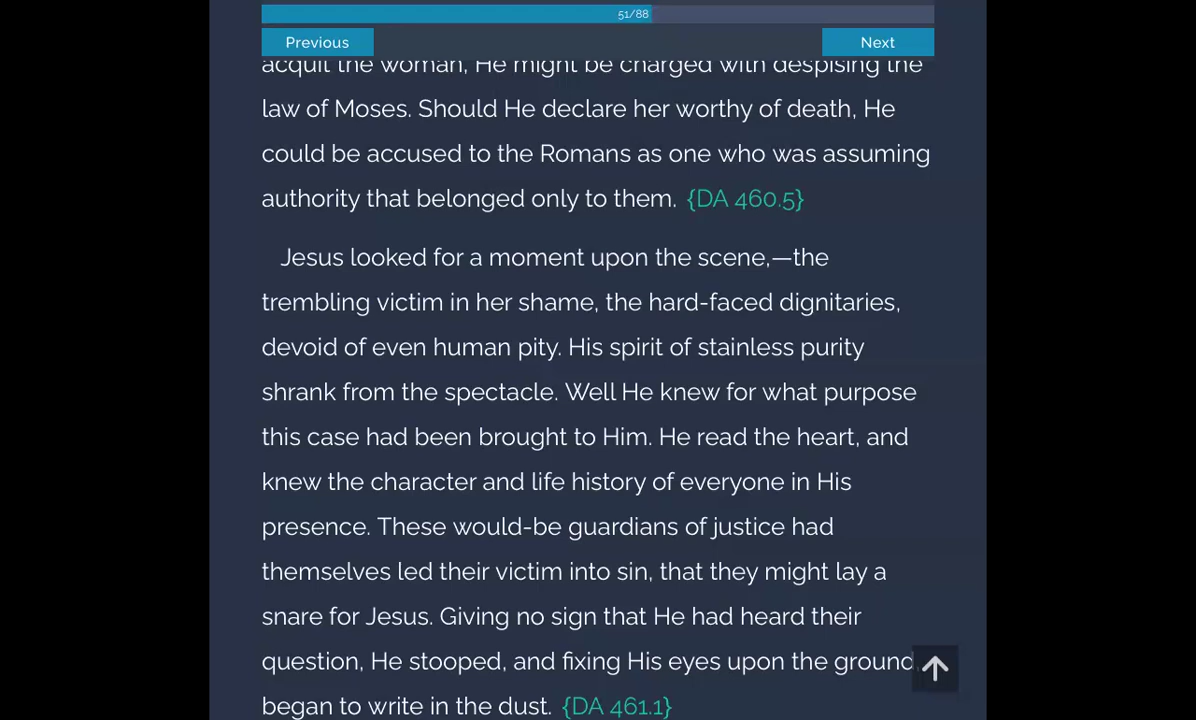 51/88
Previous
Next
acquit the woman, He might be charged with despising the
law of Moses. Should He declare her worthy of death, He
could be accused to the Romans as one who was assuming
authority that belonged only to them. {DA 460.5}
Jesus looked for a moment upon the scene,—the
trembling victim in her shame, the hard-faced dignitaries,
devoid of even human pity. His spirit of stainless purity
shrank from the spectacle. Well He knew for what purpose
this case had been brought to Him. He read the heart, and
knew the character and life history of everyone in His
presence. These would-be guardians of justice had
themselves led their victim into sin, that they might lay a
snare for Jesus. Giving no sign that He had heard their
question, He stooped, and fixing His eyes upon the ground,
began to write in the dust. {DA 461.1}